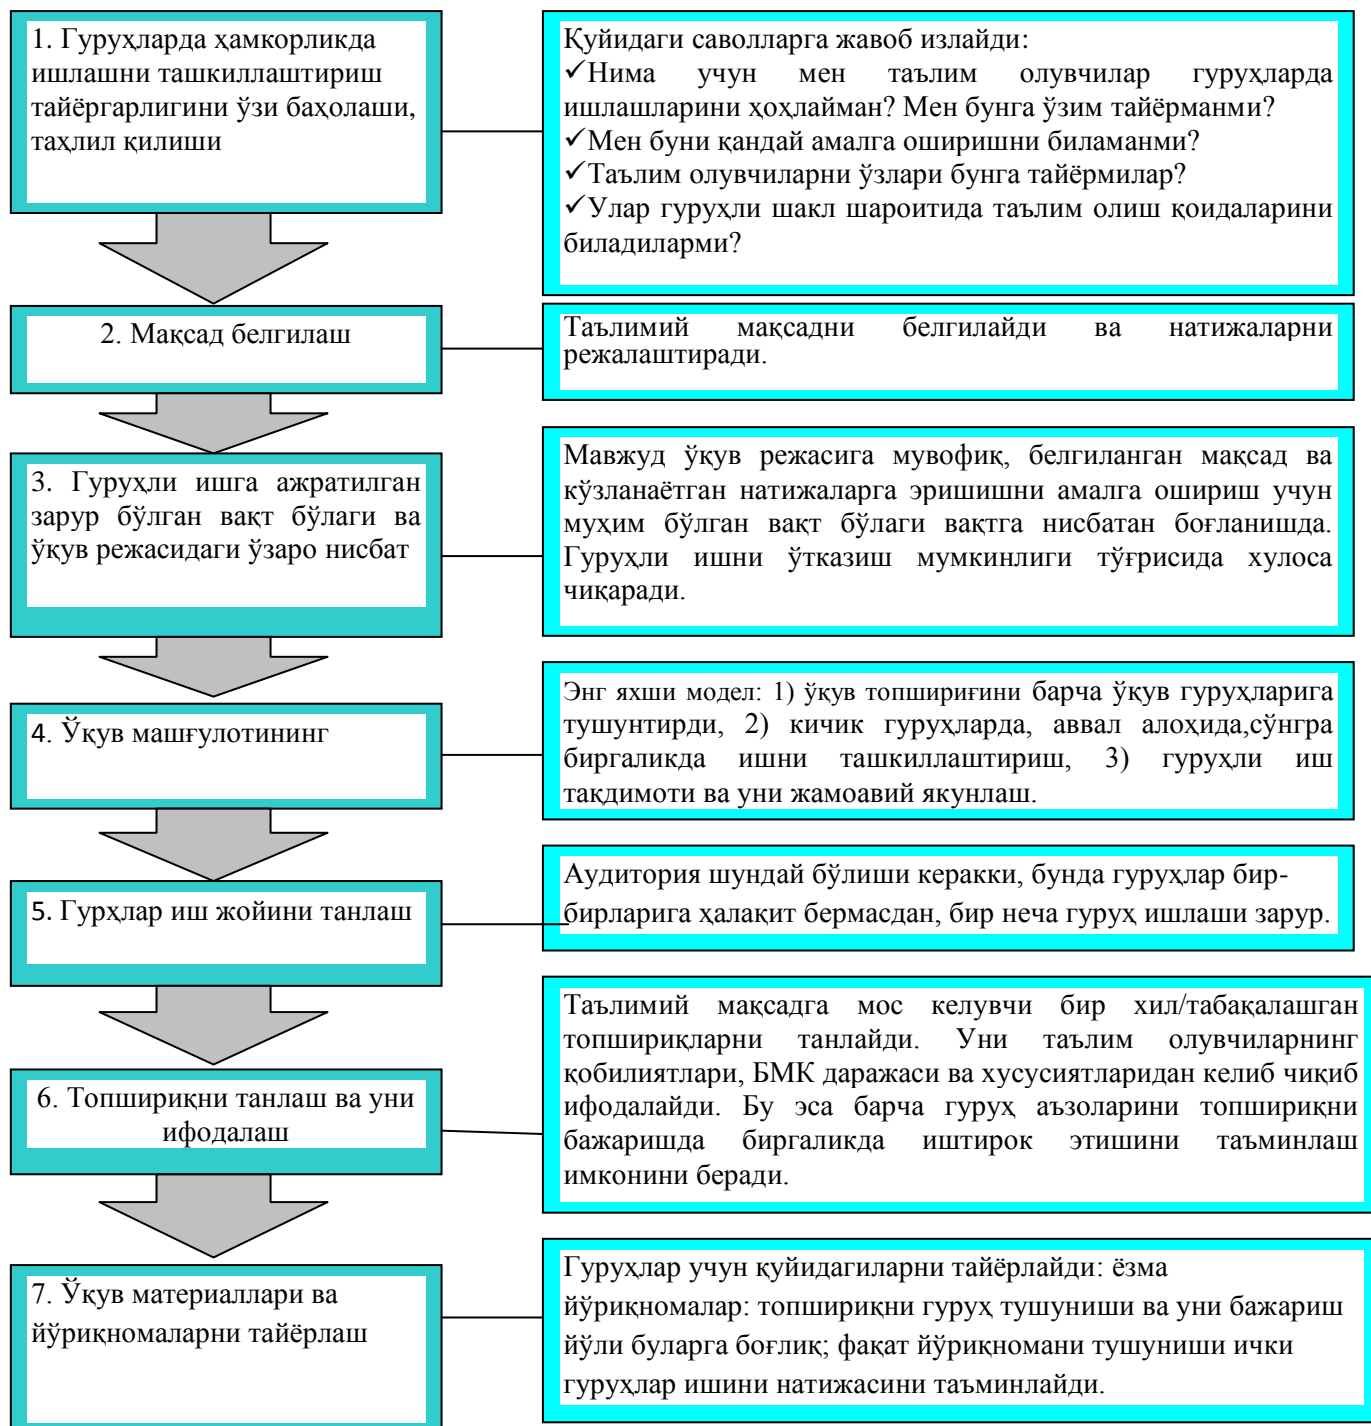 1. Гуруҳларда ҳамкорликда
ишлашни ташкиллаштириш
тайёргарлигини ўзи баҳолаши,
таҳлил қилиши
Қуйидаги саволларга жавоб излайди:
✓Нима учун мен таълим олувчилар гуруҳларда
ишлашларини ҳоҳлайман? Мен бунга ўзим тайёрманми?
✓Мен буни қандай амалга оширишни биламанми?
✓Таълим олувчиларни ўзлари бунга тайёрмилар?
✓Улар гуруҳли шакл шароитида таълим олиш қоидаларини
биладиларми?
2. Мақсад белгилаш
Таълимий мақсадни белгилайди ва натижаларни
режалаштиради.
3. Гуруҳли ишга ажратилган
зарур бўлган вақт бўлаги ва
ўқув режасидаги ўзаро нисбат
Мавжуд ўқув режасига мувофиқ, белгиланган мақсад ва
кўзланаётган натижаларга эришишни амалга ошириш учун
муҳим бўлган вақт бўлаги вақтга нисбатан боғланишда.
Гуруҳли ишни ўтказиш мумкинлиги тўғрисида хулоса
чиқаради.
4. Ўқув машғулотининг
Энг яхши модел: 1) ўқув топшириғини барча ўқув гуруҳларига
тушунтирди, 2) кичик гуруҳларда, аввал алоҳида,сўнгра
биргаликда ишни ташкиллаштириш, 3) гуруҳли иш
тақдимоти ва уни жамоавий якунлаш.
5. Гурҳлар иш жойини танлаш
Аудитория шундай бўлиши керакки, бунда гуруҳлар бир-
бирларига ҳалақит бермасдан, бир неча гуруҳ ишлаши зарур.
6. Топшириқни танлаш ва уни
ифодалаш
Таълимий мақсадга мос келувчи бир хил/табақалашган
топшириқларни танлайди. Уни таълим олувчиларнинг
қобилиятлари, БМК даражаси ва хусусиятларидан келиб чиқиб
ифодалайди. Бу эса барча гуруҳ аъзоларини топшириқни
бажаришда биргаликда иштирок этишини таъминлаш
имконини беради.
7. Ўқув материаллари ва
йўриқномаларни тайёрлаш
Гуруҳлар учун қуйидагиларни тайёрлайди: ёзма
йўриқномалар: топшириқни гуруҳ тушуниши ва уни бажариш
йўли буларга боғлиқ; фақат йўриқномани тушуниши ички
гуруҳлар ишини натижасини таъминлайди.